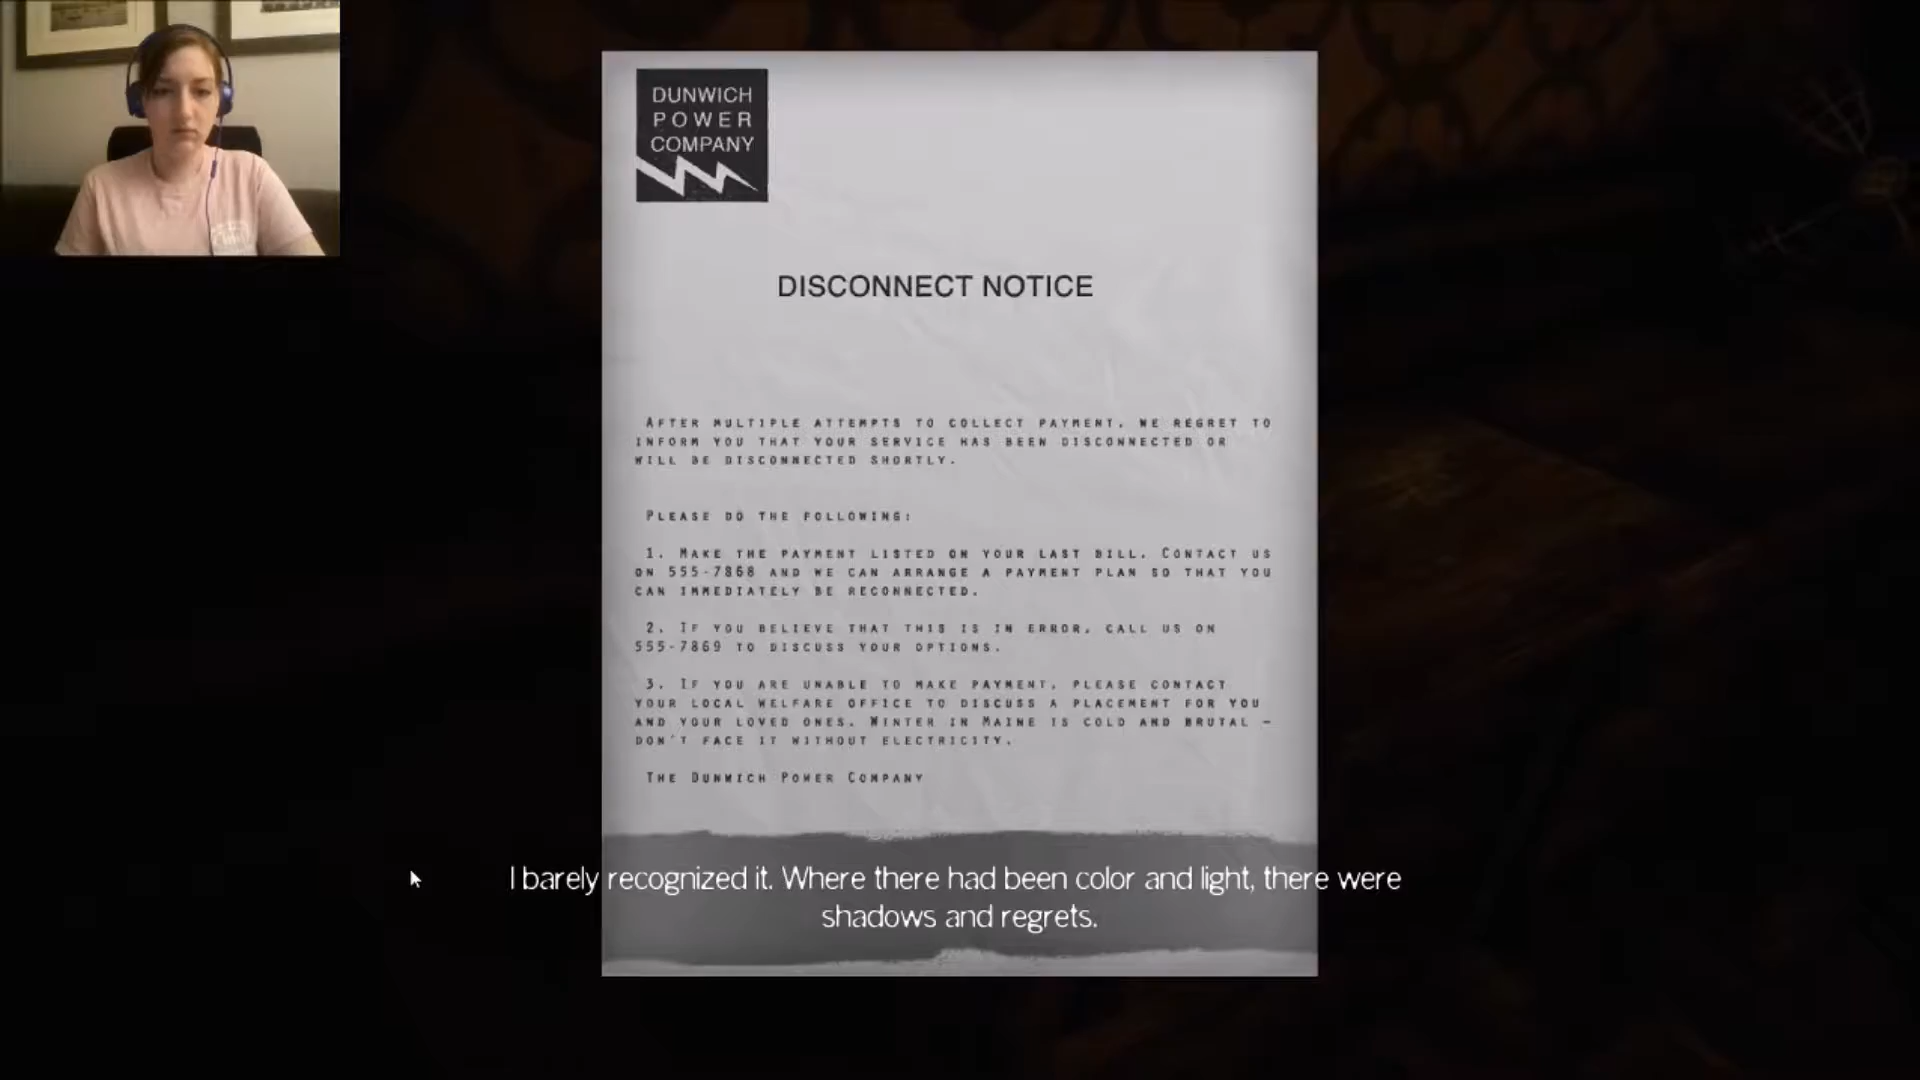 DUNWICH
POWER
COMPANY
DISCONNECT NOTICE
AFTER MULTIPLE ATTEMPTS TO COLLECT PAYMENT, WE REGRET TO
INFORM YOU THAT YOUR SERVICE HAS BEEN DISCONNECTED OR
WILL BE DISCONNECTED SHORTLY.
PLEASE DO THE FOLLOWING:
1. MAKE THE PAYMENT LISTED ON YOUR LAST BILL. CONTACT US
ON 555-7868 AND WE CAN ARRANGE A PAYMENT PLAN SO THAT YOU
CAN IMMEDIATELY BE RECONNECTED.
2. IF YOU BELIEVE THAT THIS IS IN ERROR, CALL US ON
555-7869 TO DISCUSS YOUR OPTIONS.
3. IF YOU ARE UNABLE TO MAKE PAYMENT, PLEASE CONTACT
YOUR LOCAL WELFARE OFFICE TO DISCUSS A PLACEMENT FOR YOU
AND YOUR LOVED ONES. WINTER IN MAINE IS COLD AND BRUTAL –
DON'T FACE IT WITHOUT ELECTRICITY.
THE DUNWICH POWER COMPANY
I barely recognized it. Where there had been color and light, there were
shadows and regrets.